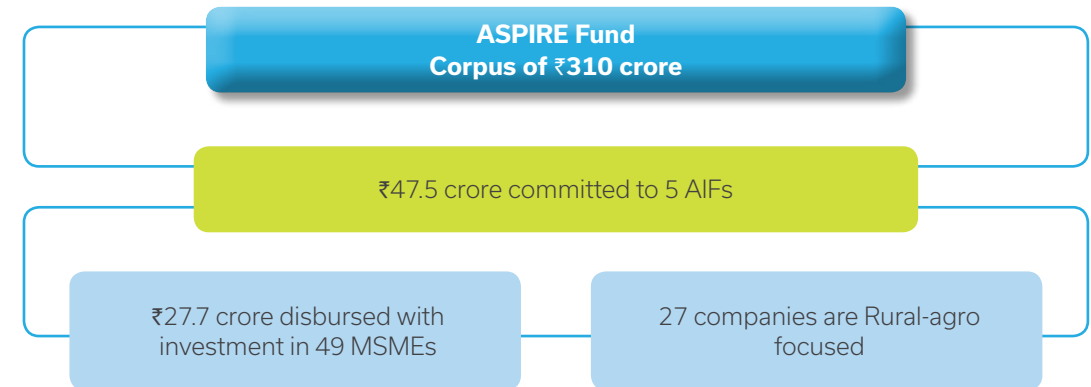 ASPIRE Fund
Corpus of ₹310 crore
₹47.5 crore committed to 5 AIFs
₹27.7 crore disbursed with
investment in 49 MSMEs
27 companies are Rural-agro
focused